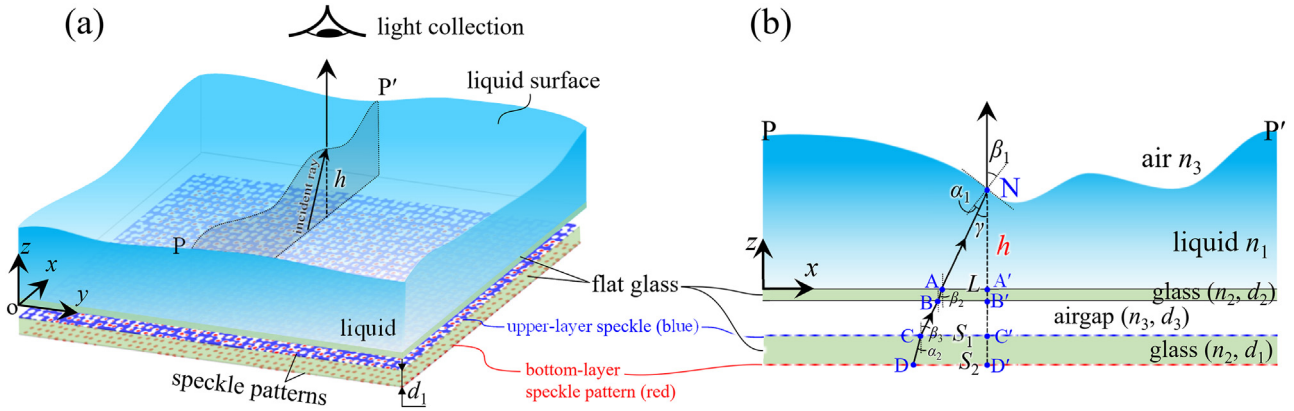 (a)
light collection
P′
liquid surface
incident ray
h
P
z
x
o
y
liquid
flat glass
upper-layer speckle (blue)
speckle patterns
bottom-layer
speckle pattern (red)
d₁
(b)
P
P′
β₁
air n₃
N
α₁
γ
h
liquid n₁
z
x
A
L
A′
glass (n₂, d₂)
B
β₂
B′
airgap (n₃, d₃)
C
β₃
S₁
C′
α₂
glass (n₂, d₁)
D
S₂
D′